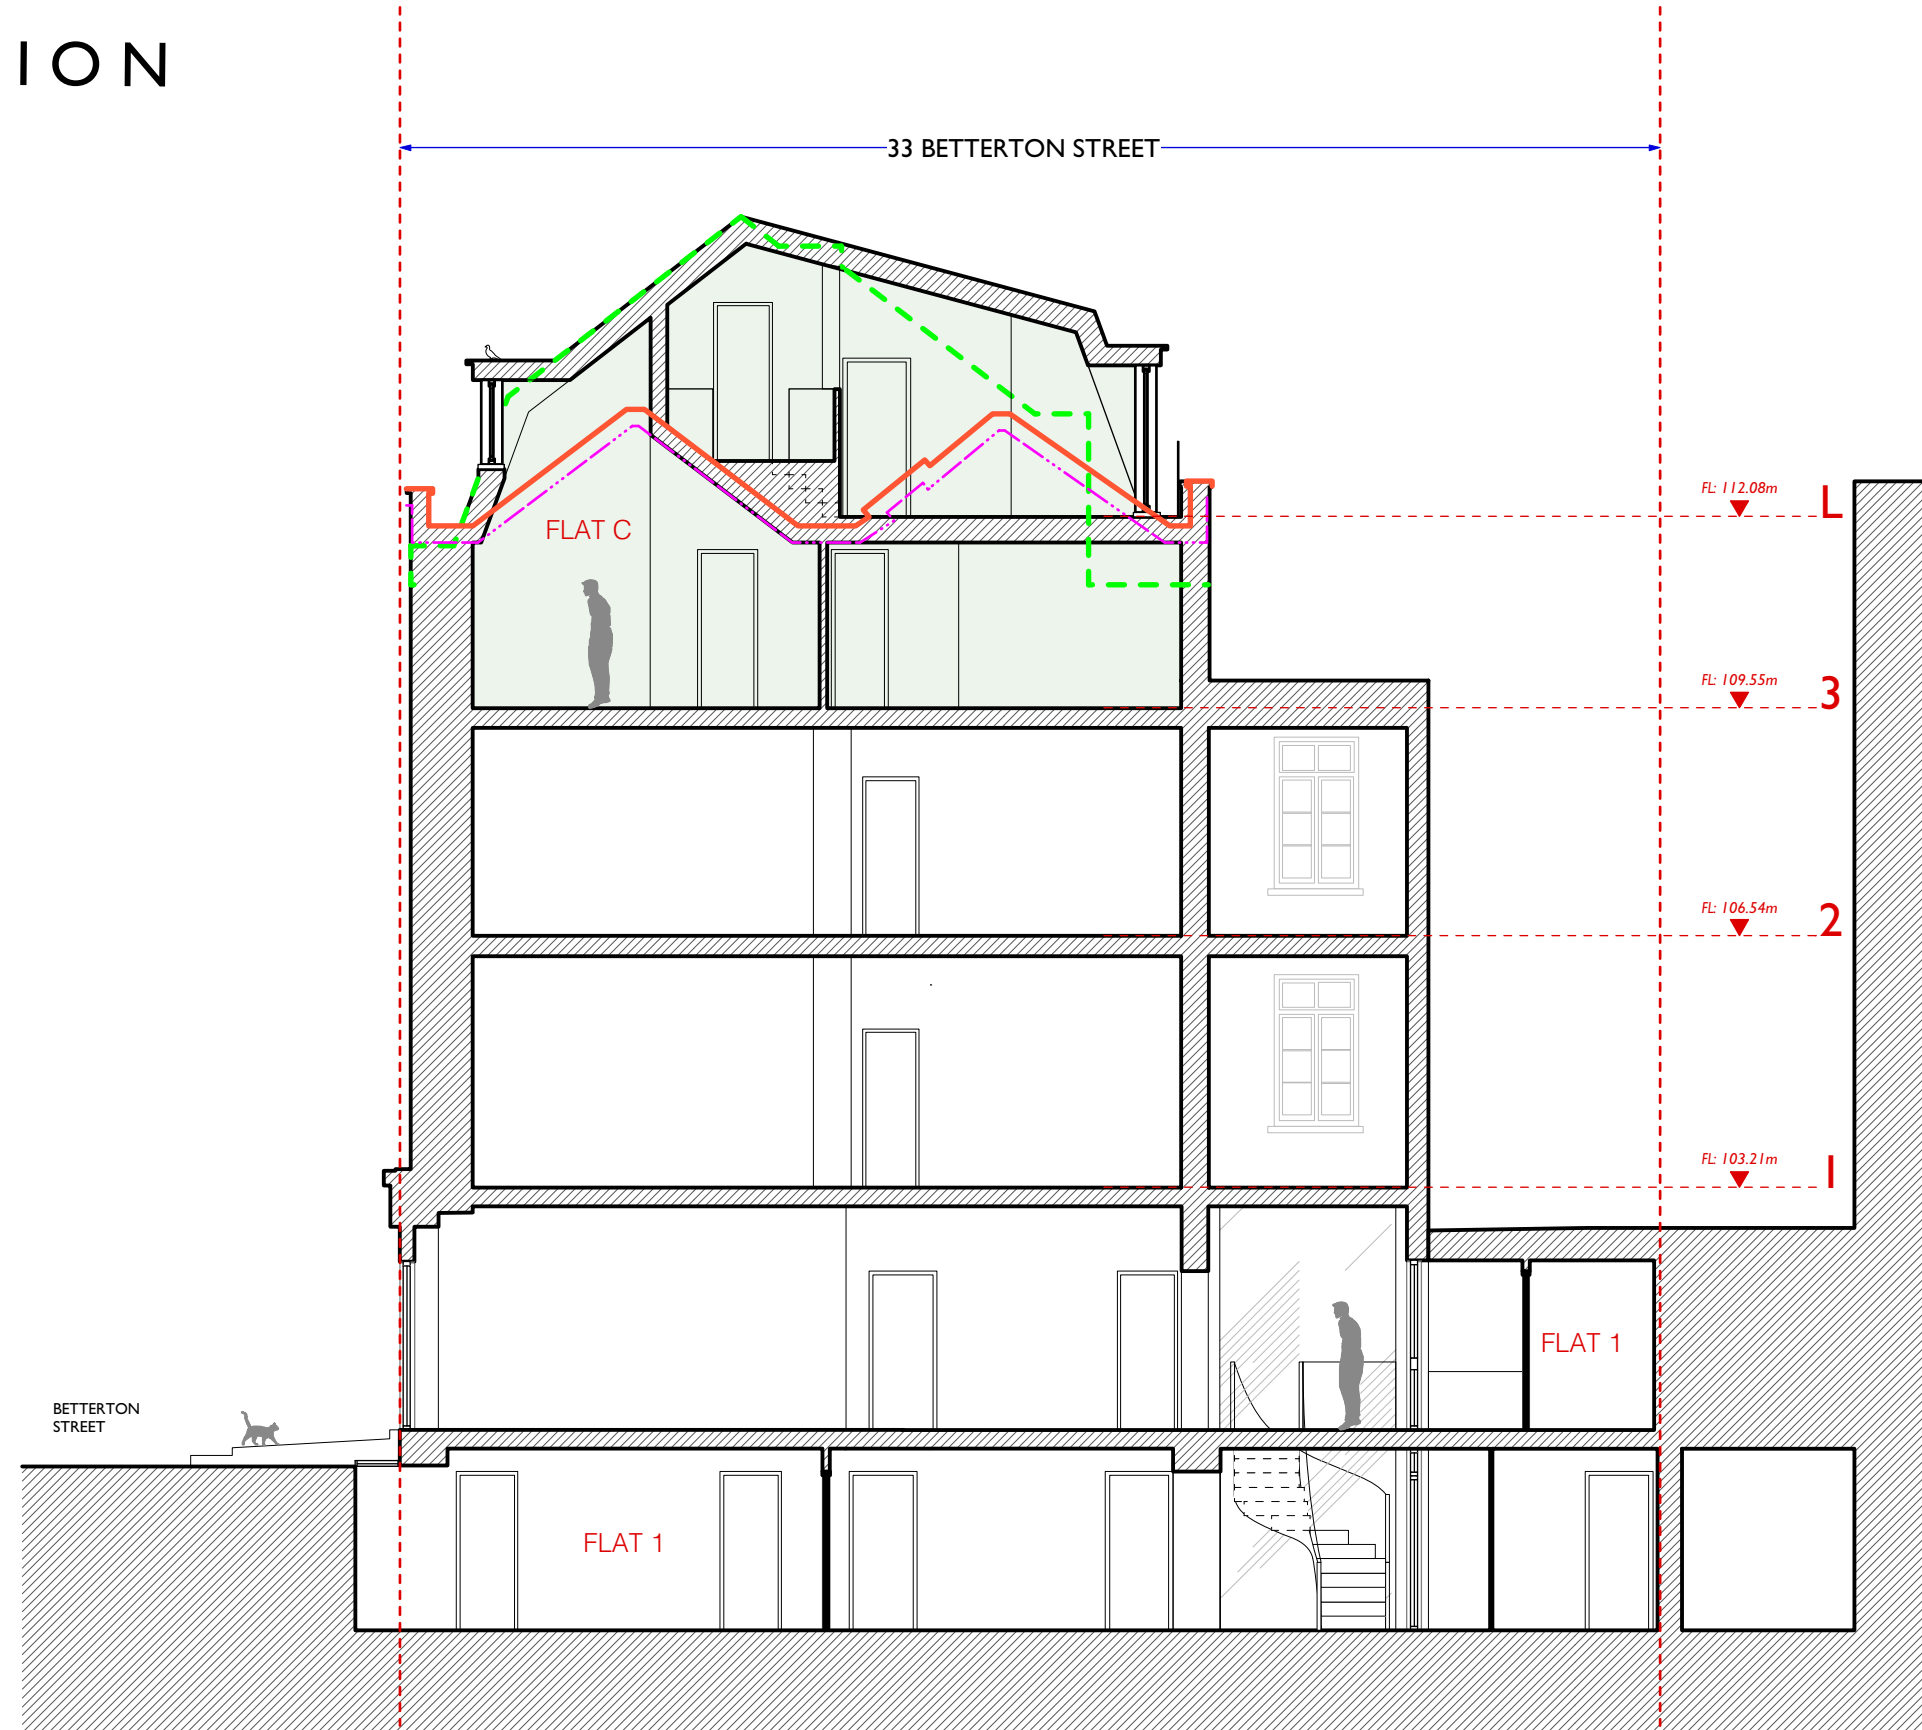 ION
33 BETTERTON STREET
FL: 112.08m
L
FLAT C
FL: 109.55m
3
FL: 106.54m
2
FL: 103.21m
1
FLAT 1
BETTERTON
STREET
FLAT 1